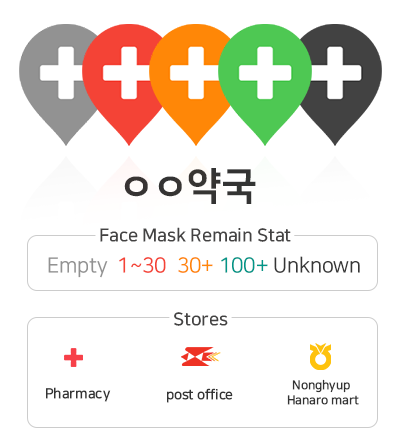 ㅇㅇ약국
Face Mask Remain Stat
Empty 1~30 30+ 100+ Unknown
Stores
Pharmacy
post office
Nonghyup
Hanaro mart